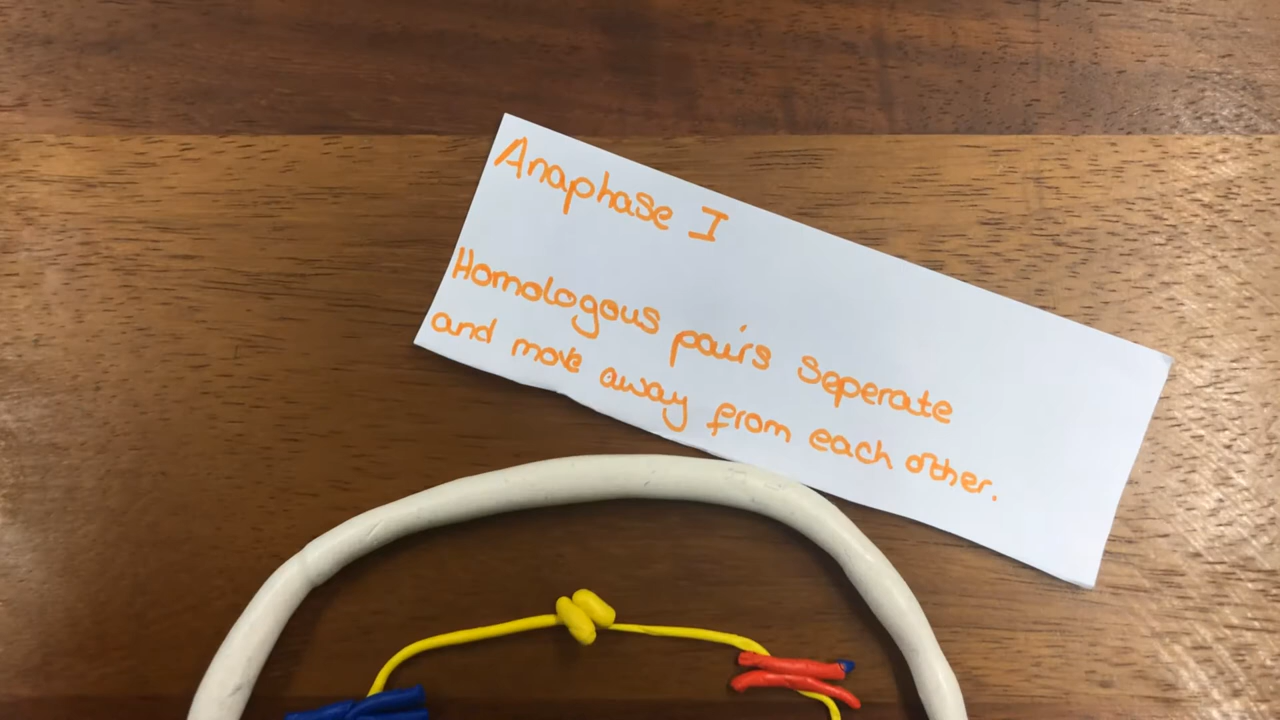 Anaphase I
Homologous pairs seperate
and move away from each other.